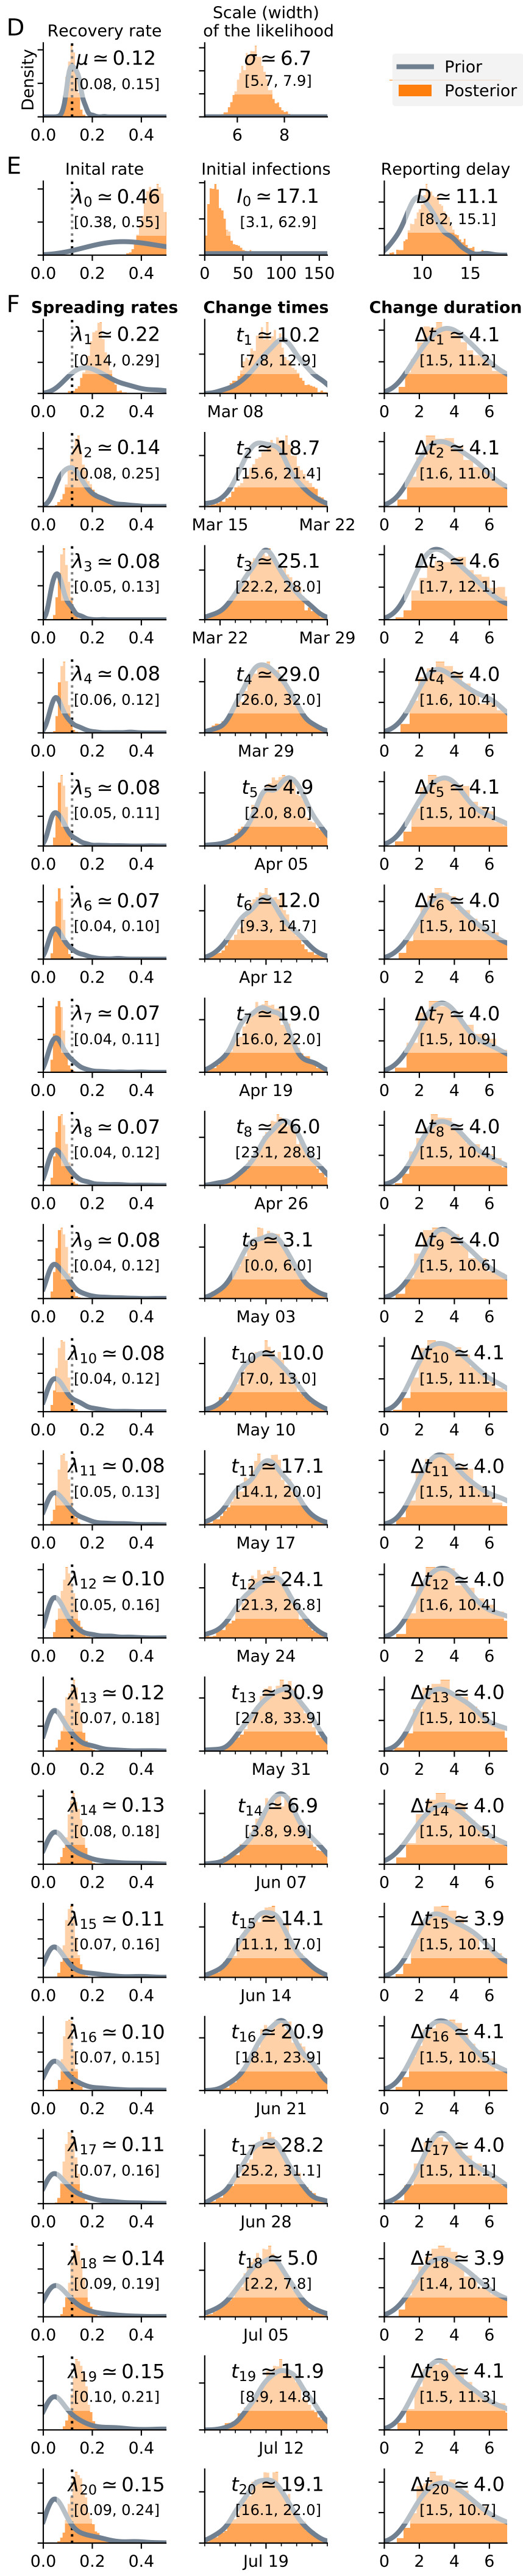 D
Recovery rate
Scale (width)
of the likelihood
Density
μ ≃ 0.12
[0.08, 0.15]
0.0 0.2 0.4
σ ≃ 6.7
[5.7, 7.9]
6 8
Prior
Posterior
E
Inital rate
λ0 ≃ 0.46
[0.38, 0.55]
0.0 0.2 0.4
Initial infections
I0 ≃ 17.1
[3.1, 62.9]
0 50 100 150
Reporting delay
D ≃ 11.1
[8.2, 15.1]
10 15
F
Spreading rates Change times Change duration
λ1 ≃ 0.22 t1 ≃ 10.2 Δt1 ≃ 4.1
[0.14, 0.29] [7.8, 12.9] [1.5, 11.2]
0.0 0.2 0.4 Mar 08 0 2 4 6
λ2 ≃ 0.14 t2 ≃ 18.7 Δt2 ≃ 4.1
[0.08, 0.25] [15.6, 21.4] [1.6, 11.0]
0.0 0.2 0.4 Mar 15 Mar 22 0 2 4 6
λ3 ≃ 0.08 t3 ≃ 25.1 Δt3 ≃ 4.6
[0.05, 0.13] [22.2, 28.0] [1.7, 12.1]
0.0 0.2 0.4 Mar 22 Mar 29 0 2 4 6
λ4 ≃ 0.08 t4 ≃ 29.0 Δt4 ≃ 4.0
[0.06, 0.12] [26.0, 32.0] [1.6, 10.4]
0.0 0.2 0.4 Mar 29 0 2 4 6
λ5 ≃ 0.08 t5 ≃ 4.9 Δt5 ≃ 4.1
[0.05, 0.11] [2.0, 8.0] [1.5, 10.7]
0.0 0.2 0.4 Apr 05 0 2 4 6
λ6 ≃ 0.07 t6 ≃ 12.0 Δt6 ≃ 4.0
[0.04, 0.10] [9.3, 14.7] [1.5, 10.5]
0.0 0.2 0.4 Apr 12 0 2 4 6
λ7 ≃ 0.07 t7 ≃ 19.0 Δt7 ≃ 4.0
[0.04, 0.11] [16.0, 22.0] [1.5, 10.9]
0.0 0.2 0.4 Apr 19 0 2 4 6
λ8 ≃ 0.07 t8 ≃ 26.0 Δt8 ≃ 4.0
[0.04, 0.12] [23.1, 28.8] [1.5, 10.4]
0.0 0.2 0.4 Apr 26 0 2 4 6
λ9 ≃ 0.08 t9 ≃ 3.1 Δt9 ≃ 4.0
[0.04, 0.12] [0.0, 6.0] [1.5, 10.6]
0.0 0.2 0.4 May 03 0 2 4 6
λ10 ≃ 0.08 t10 ≃ 10.0 Δt10 ≃ 4.1
[0.04, 0.12] [7.0, 13.0] [1.5, 11.1]
0.0 0.2 0.4 May 10 0 2 4 6
λ11 ≃ 0.08 t11 ≃ 17.1 Δt11 ≃ 4.0
[0.05, 0.13] [14.1, 20.0] [1.5, 11.1]
0.0 0.2 0.4 May 17 0 2 4 6
λ12 ≃ 0.10 t12 ≃ 24.1 Δt12 ≃ 4.0
[0.05, 0.16] [21.3, 26.8] [1.6, 10.4]
0.0 0.2 0.4 May 24 0 2 4 6
λ13 ≃ 0.12 t13 ≃ 30.9 Δt13 ≃ 4.0
[0.07, 0.18] [27.8, 33.9] [1.5, 10.5]
0.0 0.2 0.4 May 31 0 2 4 6
λ14 ≃ 0.13 t14 ≃ 6.9 Δt14 ≃ 4.0
[0.08, 0.18] [3.8, 9.9] [1.5, 10.5]
0.0 0.2 0.4 Jun 07 0 2 4 6
λ15 ≃ 0.11 t15 ≃ 14.1 Δt15 ≃ 3.9
[0.07, 0.16] [11.1, 17.0] [1.5, 10.1]
0.0 0.2 0.4 Jun 14 0 2 4 6
λ16 ≃ 0.10 t16 ≃ 20.9 Δt16 ≃ 4.1
[0.07, 0.15] [18.1, 23.9] [1.5, 10.5]
0.0 0.2 0.4 Jun 21 0 2 4 6
λ17 ≃ 0.11 t17 ≃ 28.2 Δt17 ≃ 4.0
[0.07, 0.16] [25.2, 31.1] [1.5, 11.1]
0.0 0.2 0.4 Jun 28 0 2 4 6
λ18 ≃ 0.14 t18 ≃ 5.0 Δt18 ≃ 3.9
[0.09, 0.19] [2.2, 7.8] [1.4, 10.3]
0.0 0.2 0.4 Jul 05 0 2 4 6
λ19 ≃ 0.15 t19 ≃ 11.9 Δt19 ≃ 4.1
[0.10, 0.21] [8.9, 14.8] [1.5, 11.3]
0.0 0.2 0.4 Jul 12 0 2 4 6
λ20 ≃ 0.15 t20 ≃ 19.1 Δt20 ≃ 4.0
[0.09, 0.24] [16.1, 22.0] [1.5, 10.7]
0.0 0.2 0.4 Jul 19 0 2 4 6